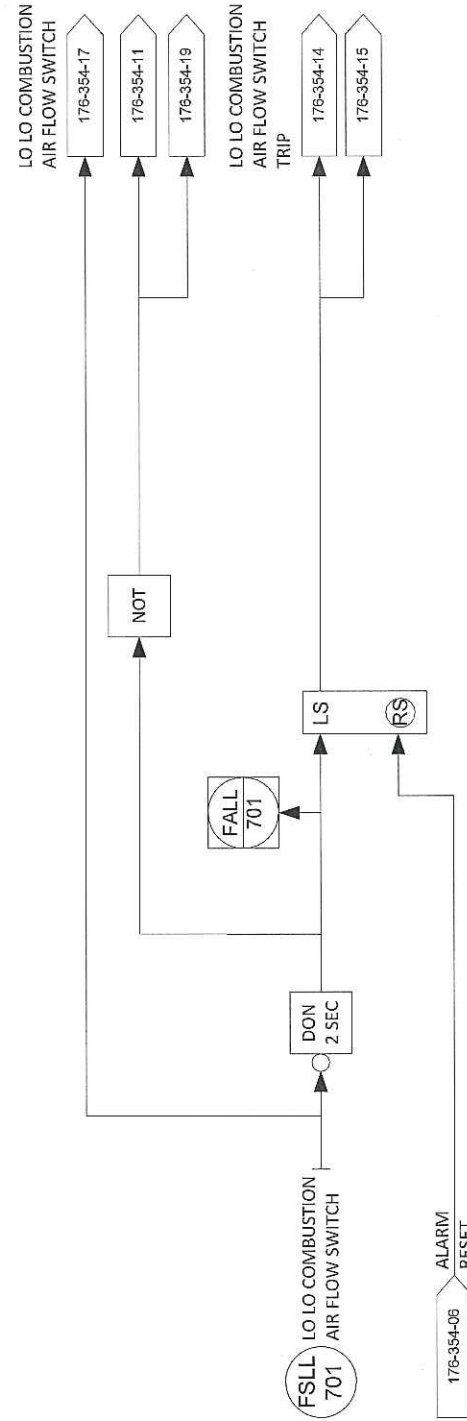 FSLL
701
LO LO COMBUSTION
AIR FLOW SWITCH
176-354-06
ALARM
RESET
DON
2 SEC
FALL
701
NOT
LS
RS
LO LO COMBUSTION
AIR FLOW SWITCH
176-354-17
176-354-11
176-354-19
LO LO COMBUSTION
AIR FLOW SWITCH
TRIP
176-354-14
176-354-15